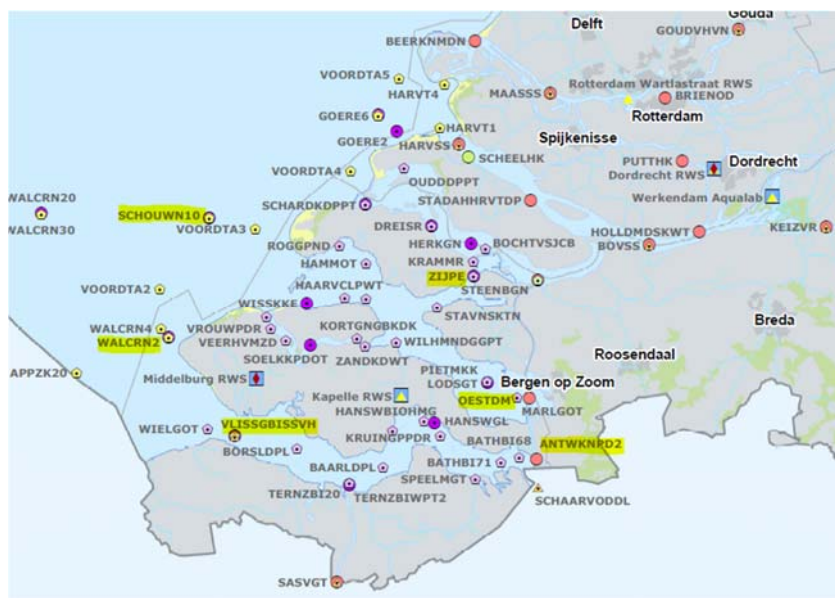 Delft
Gouda
GOUDVHVN
BEERKNMDN
VOORDTA5
HARVT4
MAASSS
Rotterdam Wartlastraat RWS
BRIENOD
Rotterdam
GOERE6
GOERE2
HARVT1
HARVSS
Spijkenisse
SCHEELHK
PUTTHK
Dordrecht
Dordrecht RWS
VOORDTA4
OUDDDPPT
Werkendam Aqualab
WALCRN20
WALCRN30
SCHOUWN10
VOORDTA3
SCHARDKDPPT
STADAHHRVTDP
DREISR
HERKGN
BOCHTVSJCB
HOLLDMDSKWT
BOVSS
KEIZVR
ROGGPND
HAMMOT
KRAMMR
ZIJPE
STEENBGN
VOORDTA2
HAARVCLPWT
WISSKKE
STAVNSKTN
WALCRN4
WALCRN2
VROUWPDR
VEERHVMZD
KORTGNGBKDK
WILHMNDGGPT
SOELKKPDOT
ZANDKDWT
Breda
Roosendaal
APPZK20
Middelburg RWS
PIETMKK
LODSGT
Bergen op Zoom
Kapelle RWS
OESTDM
MARLGOT
HANSWBIOHMG
HANSWGL
WIELGOT
VLISSGBISSVH
KRUINGPPDR
BATHBI68
ANTWKNPD2
BORSLDPL
BAARLDPL
BATHBI71
SPEELMGT
TERNZBI20
TERNZBIWPT2
SCHAARVODDL
SASVGT